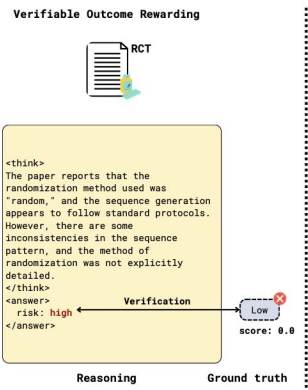 Verifiable Outcome Rewarding
RCT
<think>
The paper reports that the
randomization method used was
"random," and the sequence generation
appears to follow standard protocols.
However, there are some
inconsistencies in the sequence
pattern, and the method of
randomization was not explicitly
detailed.
</think>
<answer>
risk: high
Verification
Low
</answer>
score: 0.0
Reasoning
Ground truth